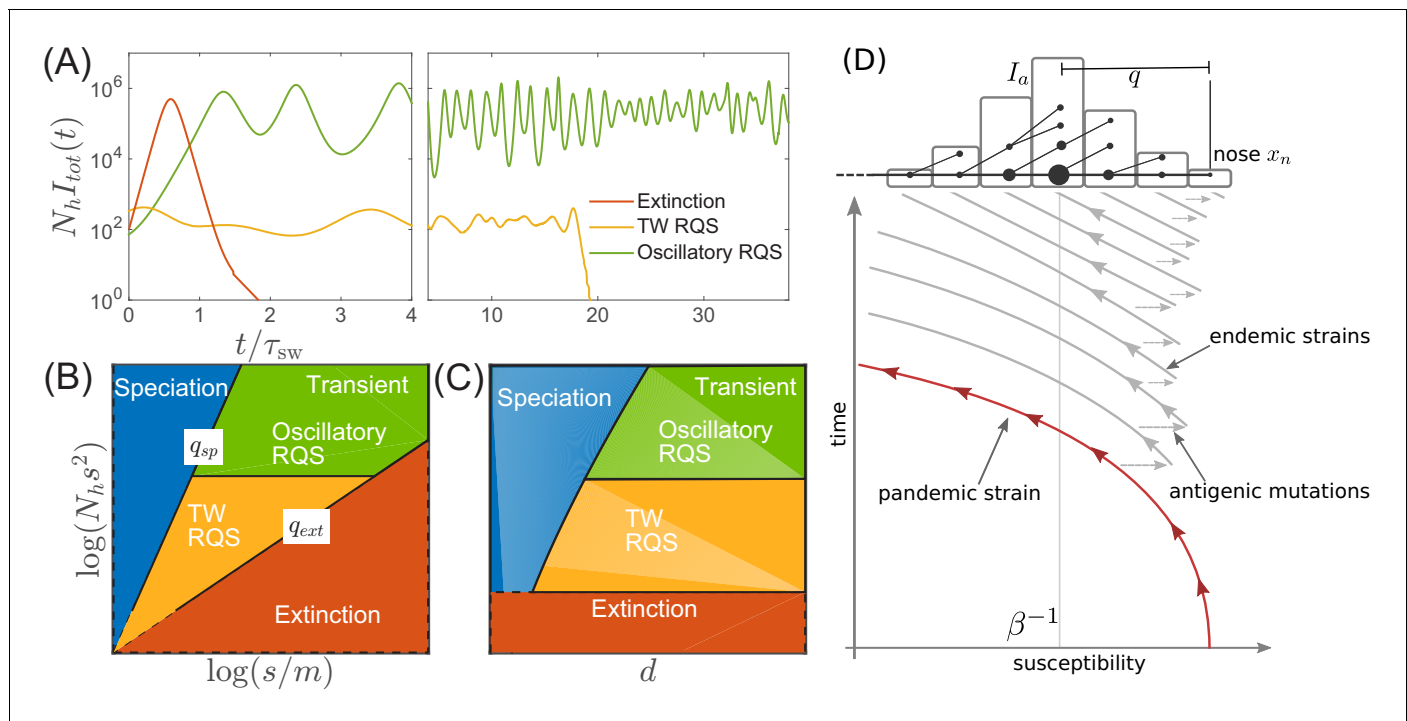 (A)
N_h I_tot(t)
10^6
10^4
10^2
10^0
0
1
2
3
4
10
20
30
t/τ_sw
Extinction
TW RQS
Oscillatory RQS
(B)
log(N_h s^2)
Speciation
Transient
q_sp
Oscillatory
RQS
TW
RQS
q_ext
Extinction
log(s/m)
(C)
Speciation
Transient
Oscillatory
RQS
TW
RQS
Extinction
d
(D)
I_a
q
nose x_n
time
endemic strains
pandemic strain
antigenic mutations
β^-1
susceptibility